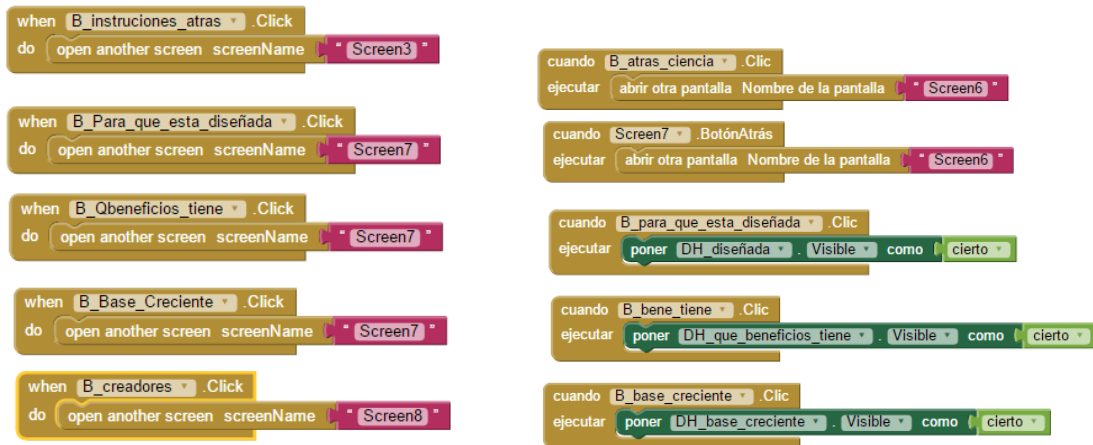 when B_instruciones_atras .Click
do open another screen screenName " Screen3 "
when B_Para_que_esta_diseñada .Click
do open another screen screenName " Screen7 "
when B_Qbeneficios_tiene .Click
do open another screen screenName " Screen7 "
when B_Base_Creciente .Click
do open another screen screenName " Screen7 "
when B_creadores .Click
do open another screen screenName " Screen8 "
cuando B_atras_ciencia .Clic
ejecutar abrir otra pantalla Nombre de la pantalla " Screen6 "
cuando Screen7 .BotónAtrás
ejecutar abrir otra pantalla Nombre de la pantalla " Screen6 "
cuando B_para_que_esta_diseñada .Clic
ejecutar poner DH_diseñada . Visible como cierto
cuando B_bene_tiene .Clic
ejecutar poner DH_que_beneficios_tiene . Visible como cierto
cuando B_base_creciente .Clic
ejecutar poner DH_base_creciente . Visible como cierto